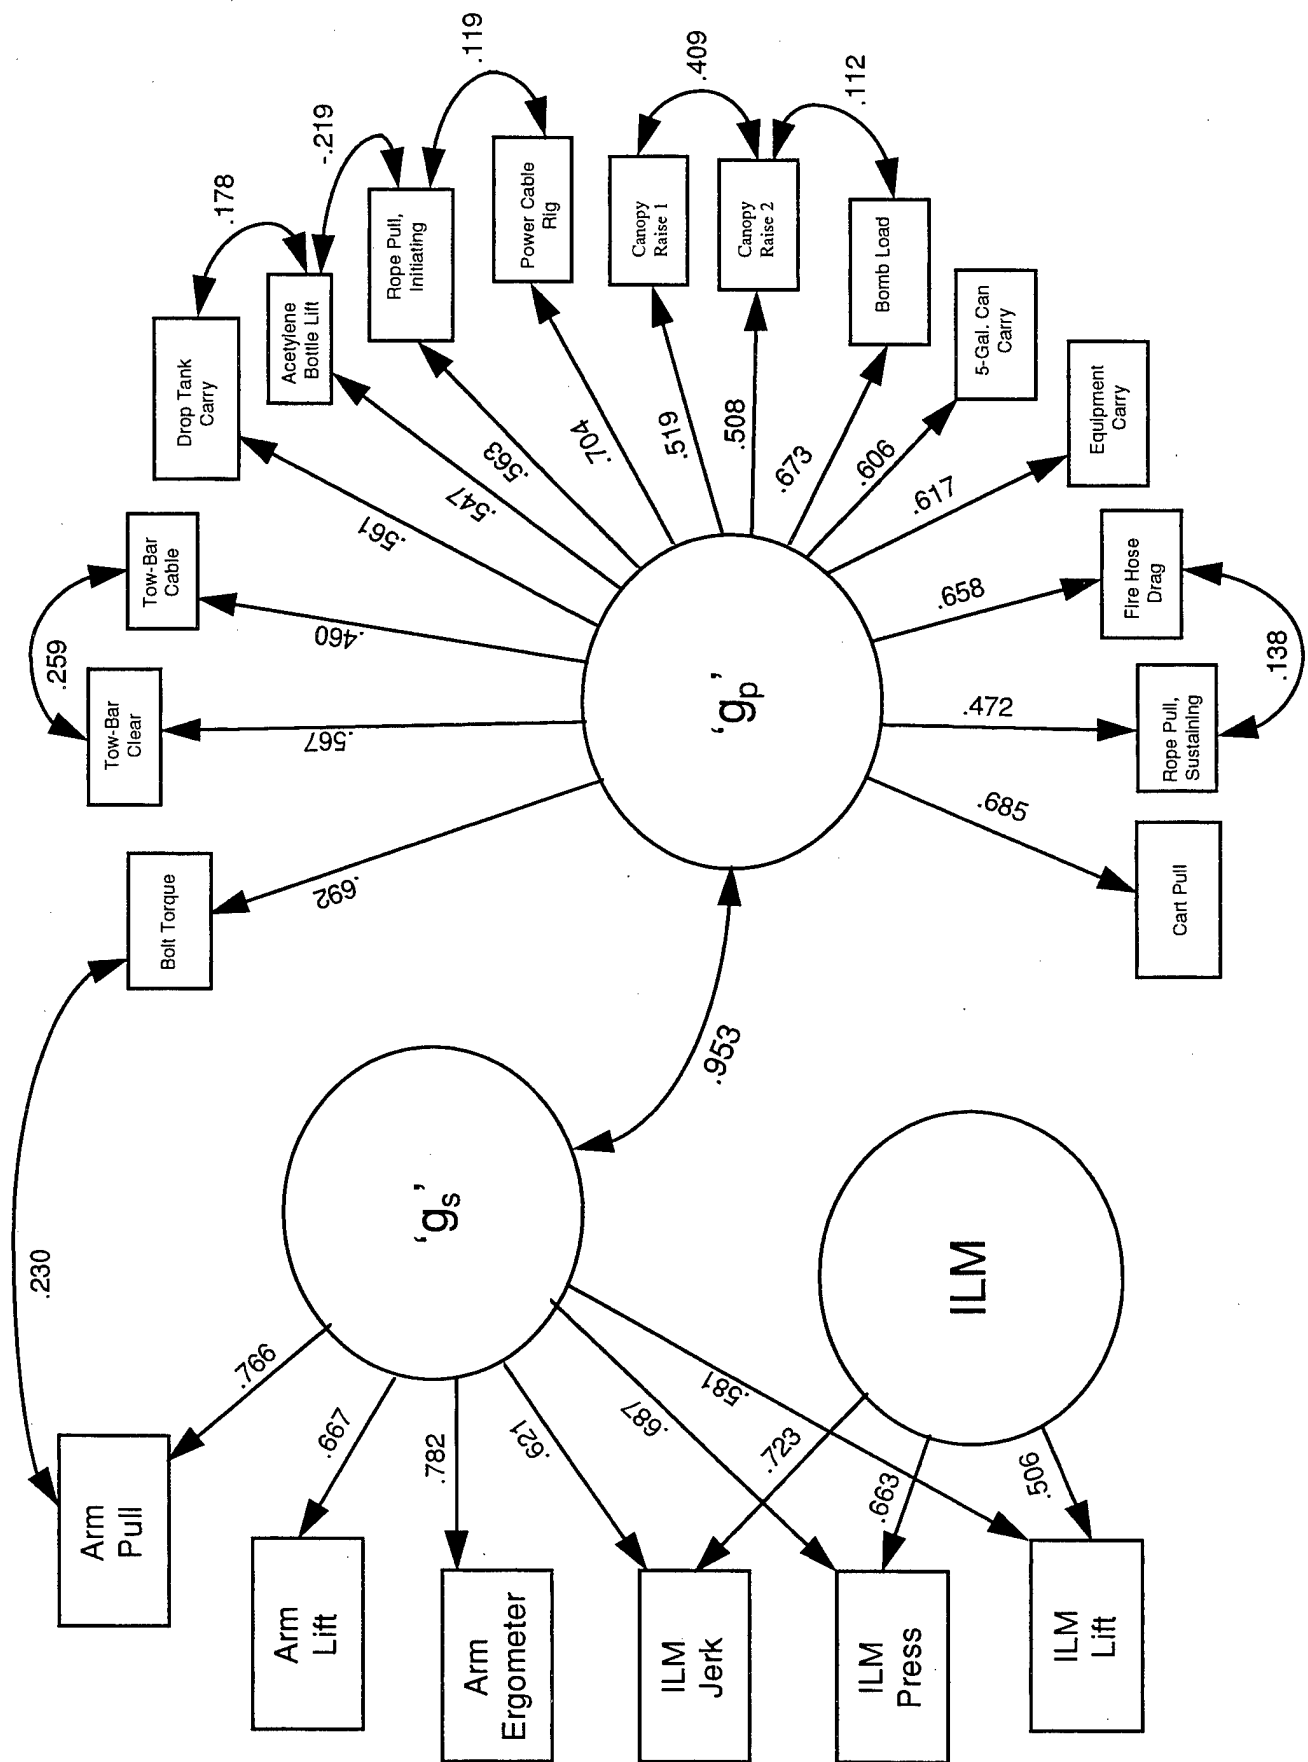 Arm
Pull
Arm
Lift
Arm
Ergometer
ILM
Jerk
ILM
Press
ILM
Lift
.766
.667
.782
.621
.687
.581
.723
.663
.506
‘gs’
ILM
.230
.953
‘gp’
Bolt Torque
.692
Tow-Bar
Clear
.567
.259
Tow-Bar
Cable
.460
Drop Tank
Carry
.561
.178
Acetylene
Bottle Lift
.547
-.219
Rope Pull,
Initiating
.563
.119
Power Cable
Rig
.704
Canopy
Raise 1
.519
.409
Canopy
Raise 2
.508
.112
Bomb Load
.673
5-Gal. Can
Carry
.606
Equipment
Carry
.617
Fire Hose
Drag
.658
.138
Rope Pull,
Sustaining
.472
Cart Pull
.685